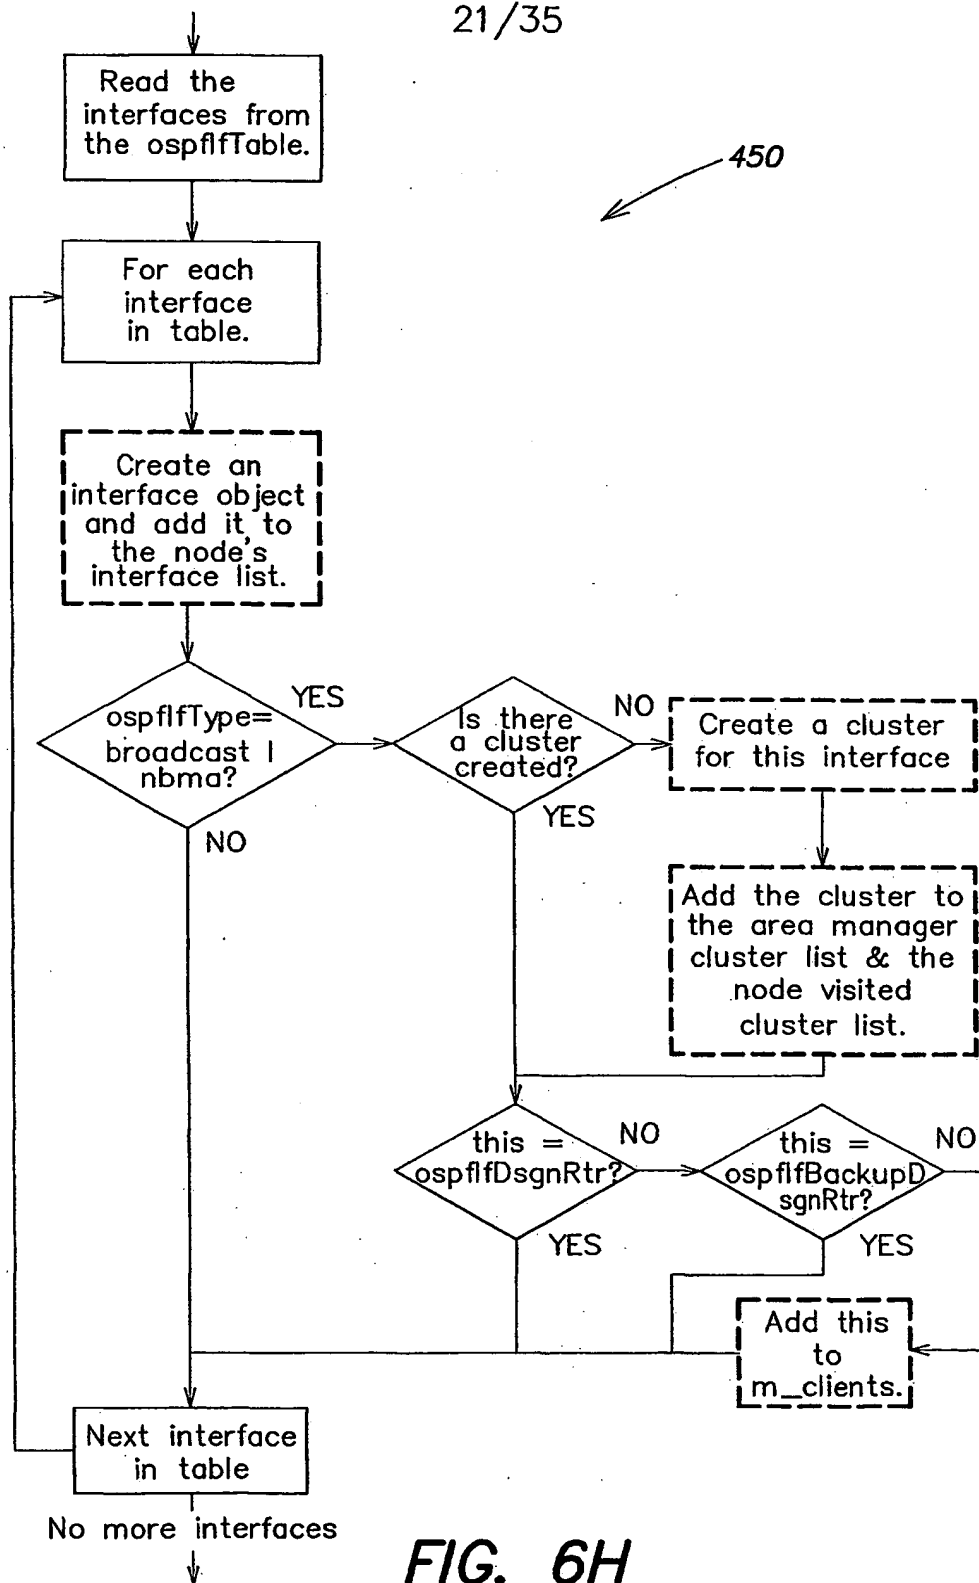 21/35
Read the
interfaces from
the ospfIfTable.
450
For each
interface
in table.
Create an
interface object
and add it to
the node's
interface list.
ospfIfType=
broadcast |
nbma?
YES
NO
Is there
a cluster
created?
NO
YES
Create a cluster
for this interface
Add the cluster to
the area manager
cluster list & the
node visited
cluster list.
this =
ospfIfDsgnRtr?
NO
YES
this =
ospfIfBackupD
sgnRtr?
NO
YES
Add this
to
m_clients.
Next interface
in table
No more interfaces
FIG. 6H